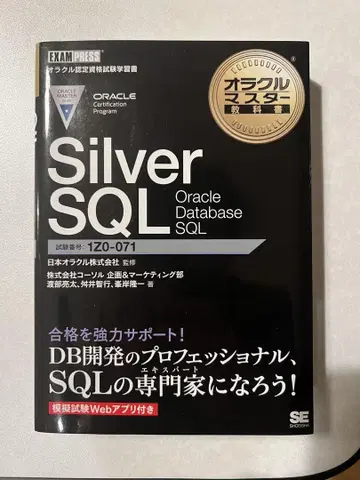 EXAMPRESS
オラクル認定資格試験学習書
ORACLE MASTER
ORACLE
Certification
Program
オラクル
マスター
教科書
Silver
SQL
Oracle
Database
SQL
試験番号:1Z0-071
日本オラクル株式会社 監修
株式会社コーソル 企画&マーケティング部
渡部亮太、舛井智行、峯岸隆一 著
合格を強力サポート!
DB開発のプロフェッショナル、
エキスパート
SQLの専門家になろう!
模擬試験Webアプリ付き
SE
SHOEISHA